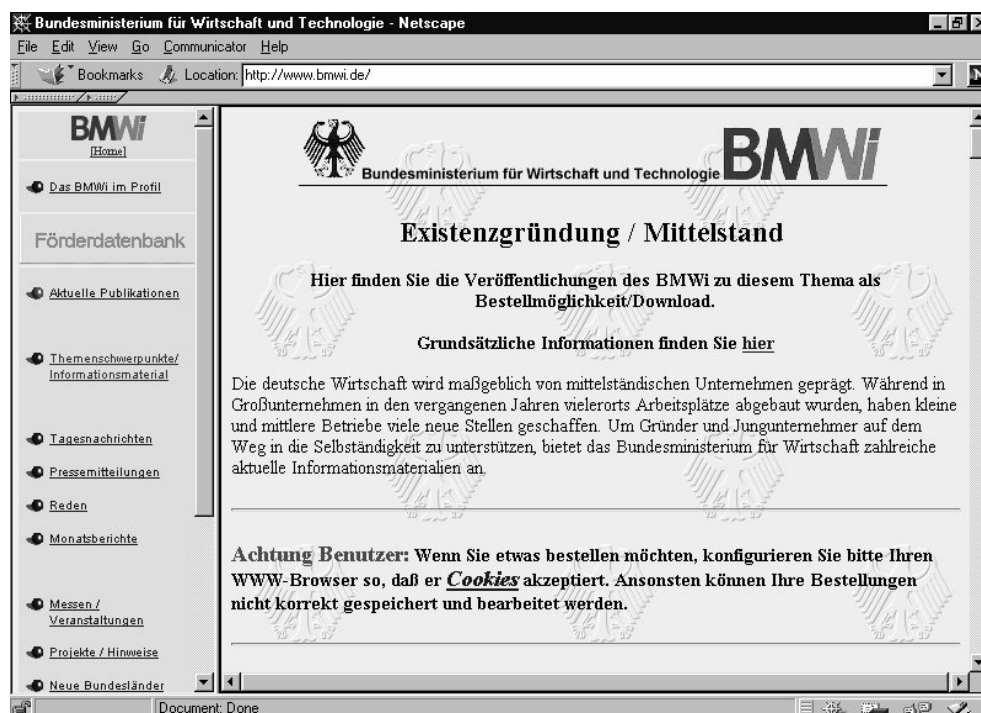 Bundesministerium für Wirtschaft und Technologie - Netscape
File Edit View Go Communicator Help
Bookmarks Location: http://www.bmwi.de/
N
BMWi
[Home]
Das BMWi im Profil
Förderdatenbank
Aktuelle Publikationen
Themenschwerpunkte/
Informationsmaterial
Tagesnachrichten
Pressemitteilungen
Reden
Monatsberichte
Messen /
Veranstaltungen
Projekte / Hinweise
Neue Bundesländer
Bundesministerium für Wirtschaft und Technologie BMWi
Existenzgründung / Mittelstand
Hier finden Sie die Veröffentlichungen des BMWi zu diesem Thema als
Bestellmöglichkeit/Download.
Grundsätzliche Informationen finden Sie hier
Die deutsche Wirtschaft wird maßgeblich von mittelständischen Unternehmen geprägt. Während in
Großunternehmen in den vergangenen Jahren vielerorts Arbeitsplätze abgebaut wurden, haben kleine
und mittlere Betriebe viele neue Stellen geschaffen. Um Gründer und Jungunternehmer auf dem
Weg in die Selbständigkeit zu unterstützen, bietet das Bundesministerium für Wirtschaft zahlreiche
aktuelle Informationsmaterialien an.
Achtung Benutzer: Wenn Sie etwas bestellen möchten, konfigurieren Sie bitte Ihren
WWW-Browser so, daß er Cookies akzeptiert. Ansonsten können Ihre Bestellungen
nicht korrekt gespeichert und bearbeitet werden.
Document: Done